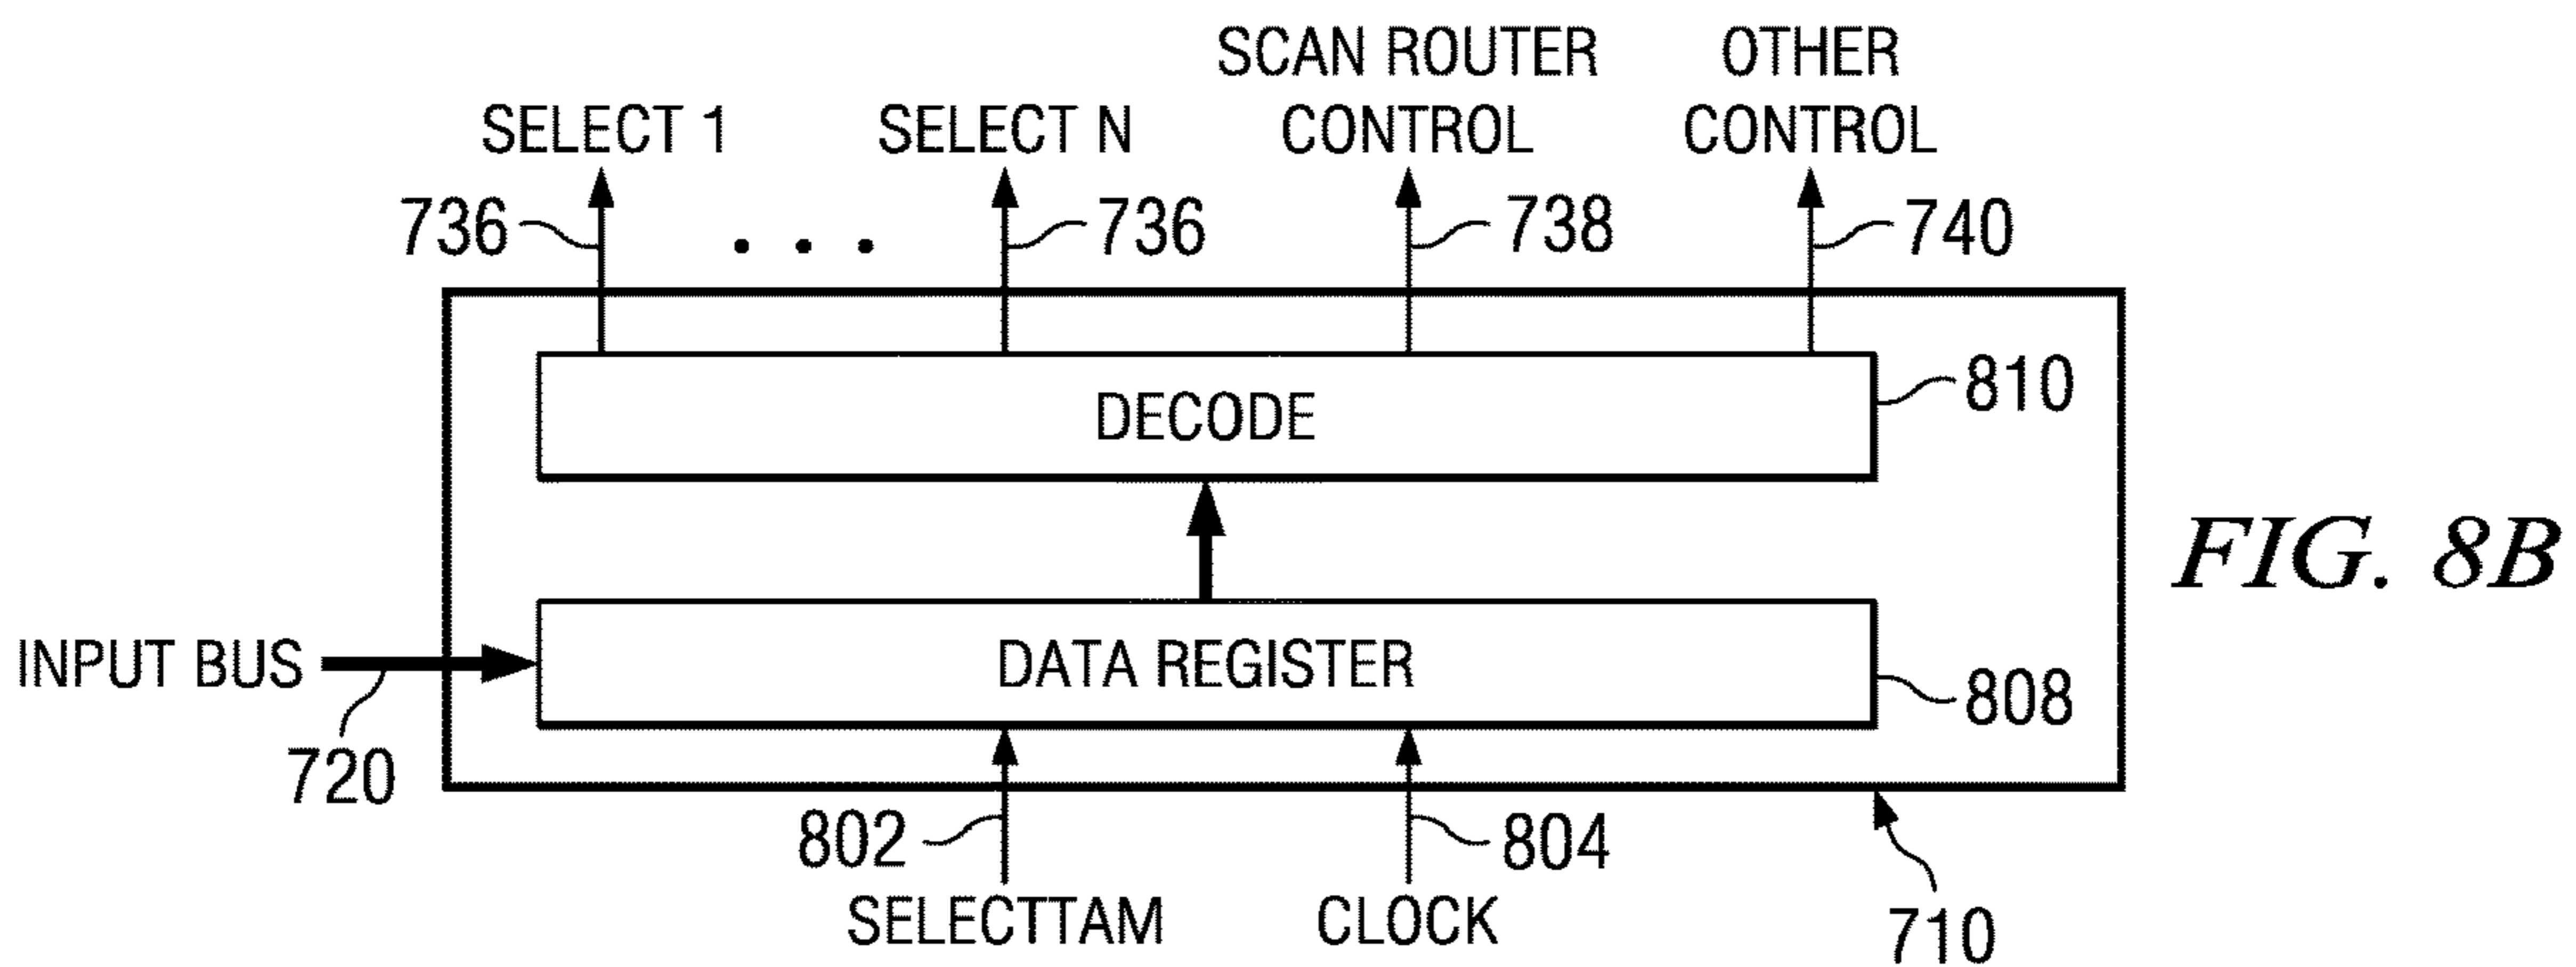 SCAN ROUTER OTHER
SELECT 1 SELECT N CONTROL CONTROL
736 . . . 736 738 740
DECODE 810
FIG. 8B
INPUT BUS DATA REGISTER 808
720 802 804
SELECTTAM CLOCK 710